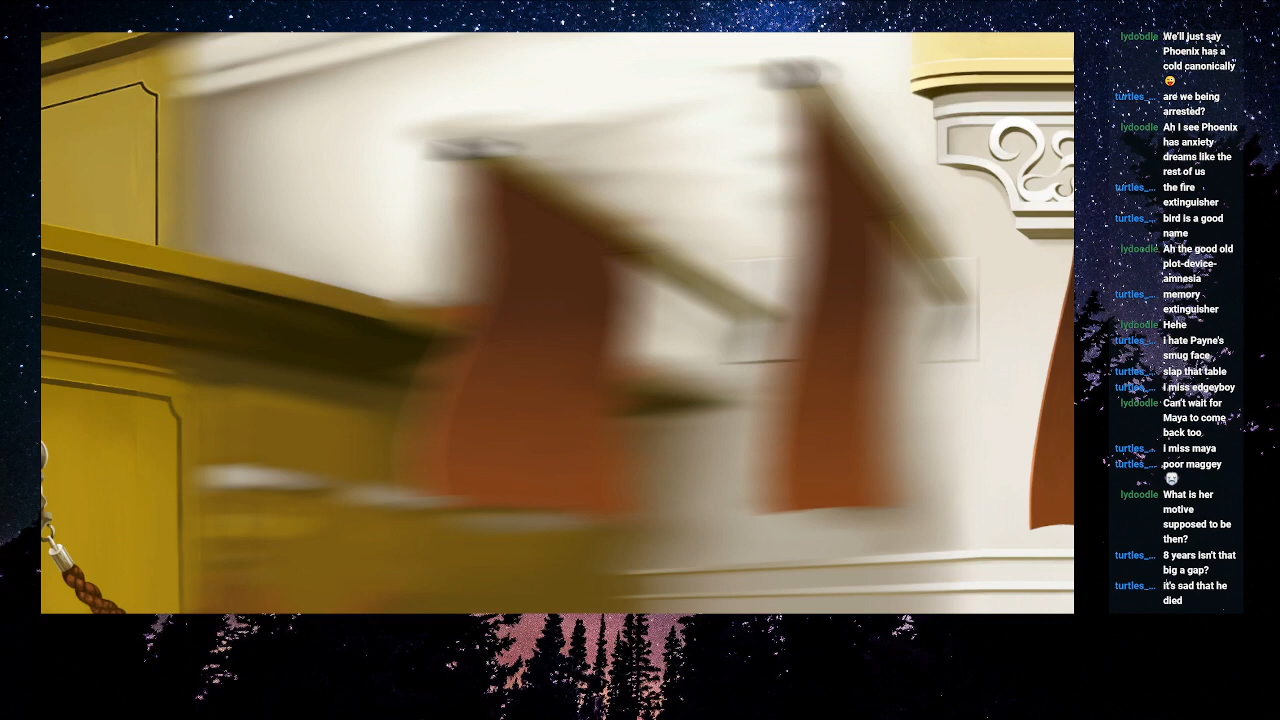 lydoodle We'll just say
Phoenix has a
cold canonically
😛
turtles_... are we being
arrested?
lydoodle Ah I see Phoenix
has anxiety
dreams like the
rest of us
turtles_... the fire
extinguisher
turtles_... bird is a good
name
lydoodle Ah the good old
plot-device-
amnesia
turtles_... memory
extinguisher
lydoodle Hehe
turtles_... i hate Payne's
smug face
turtles_... slap that table
turtles_... I miss edgeyboy
lydoodle Can't wait for
Maya to come
back too
turtles_... I miss maya
turtles_... poor maggey
lydoodle What is her
motive
supposed to be
then?
turtles_... 8 years isn't that
big a gap?
turtles_... it's sad that he
died